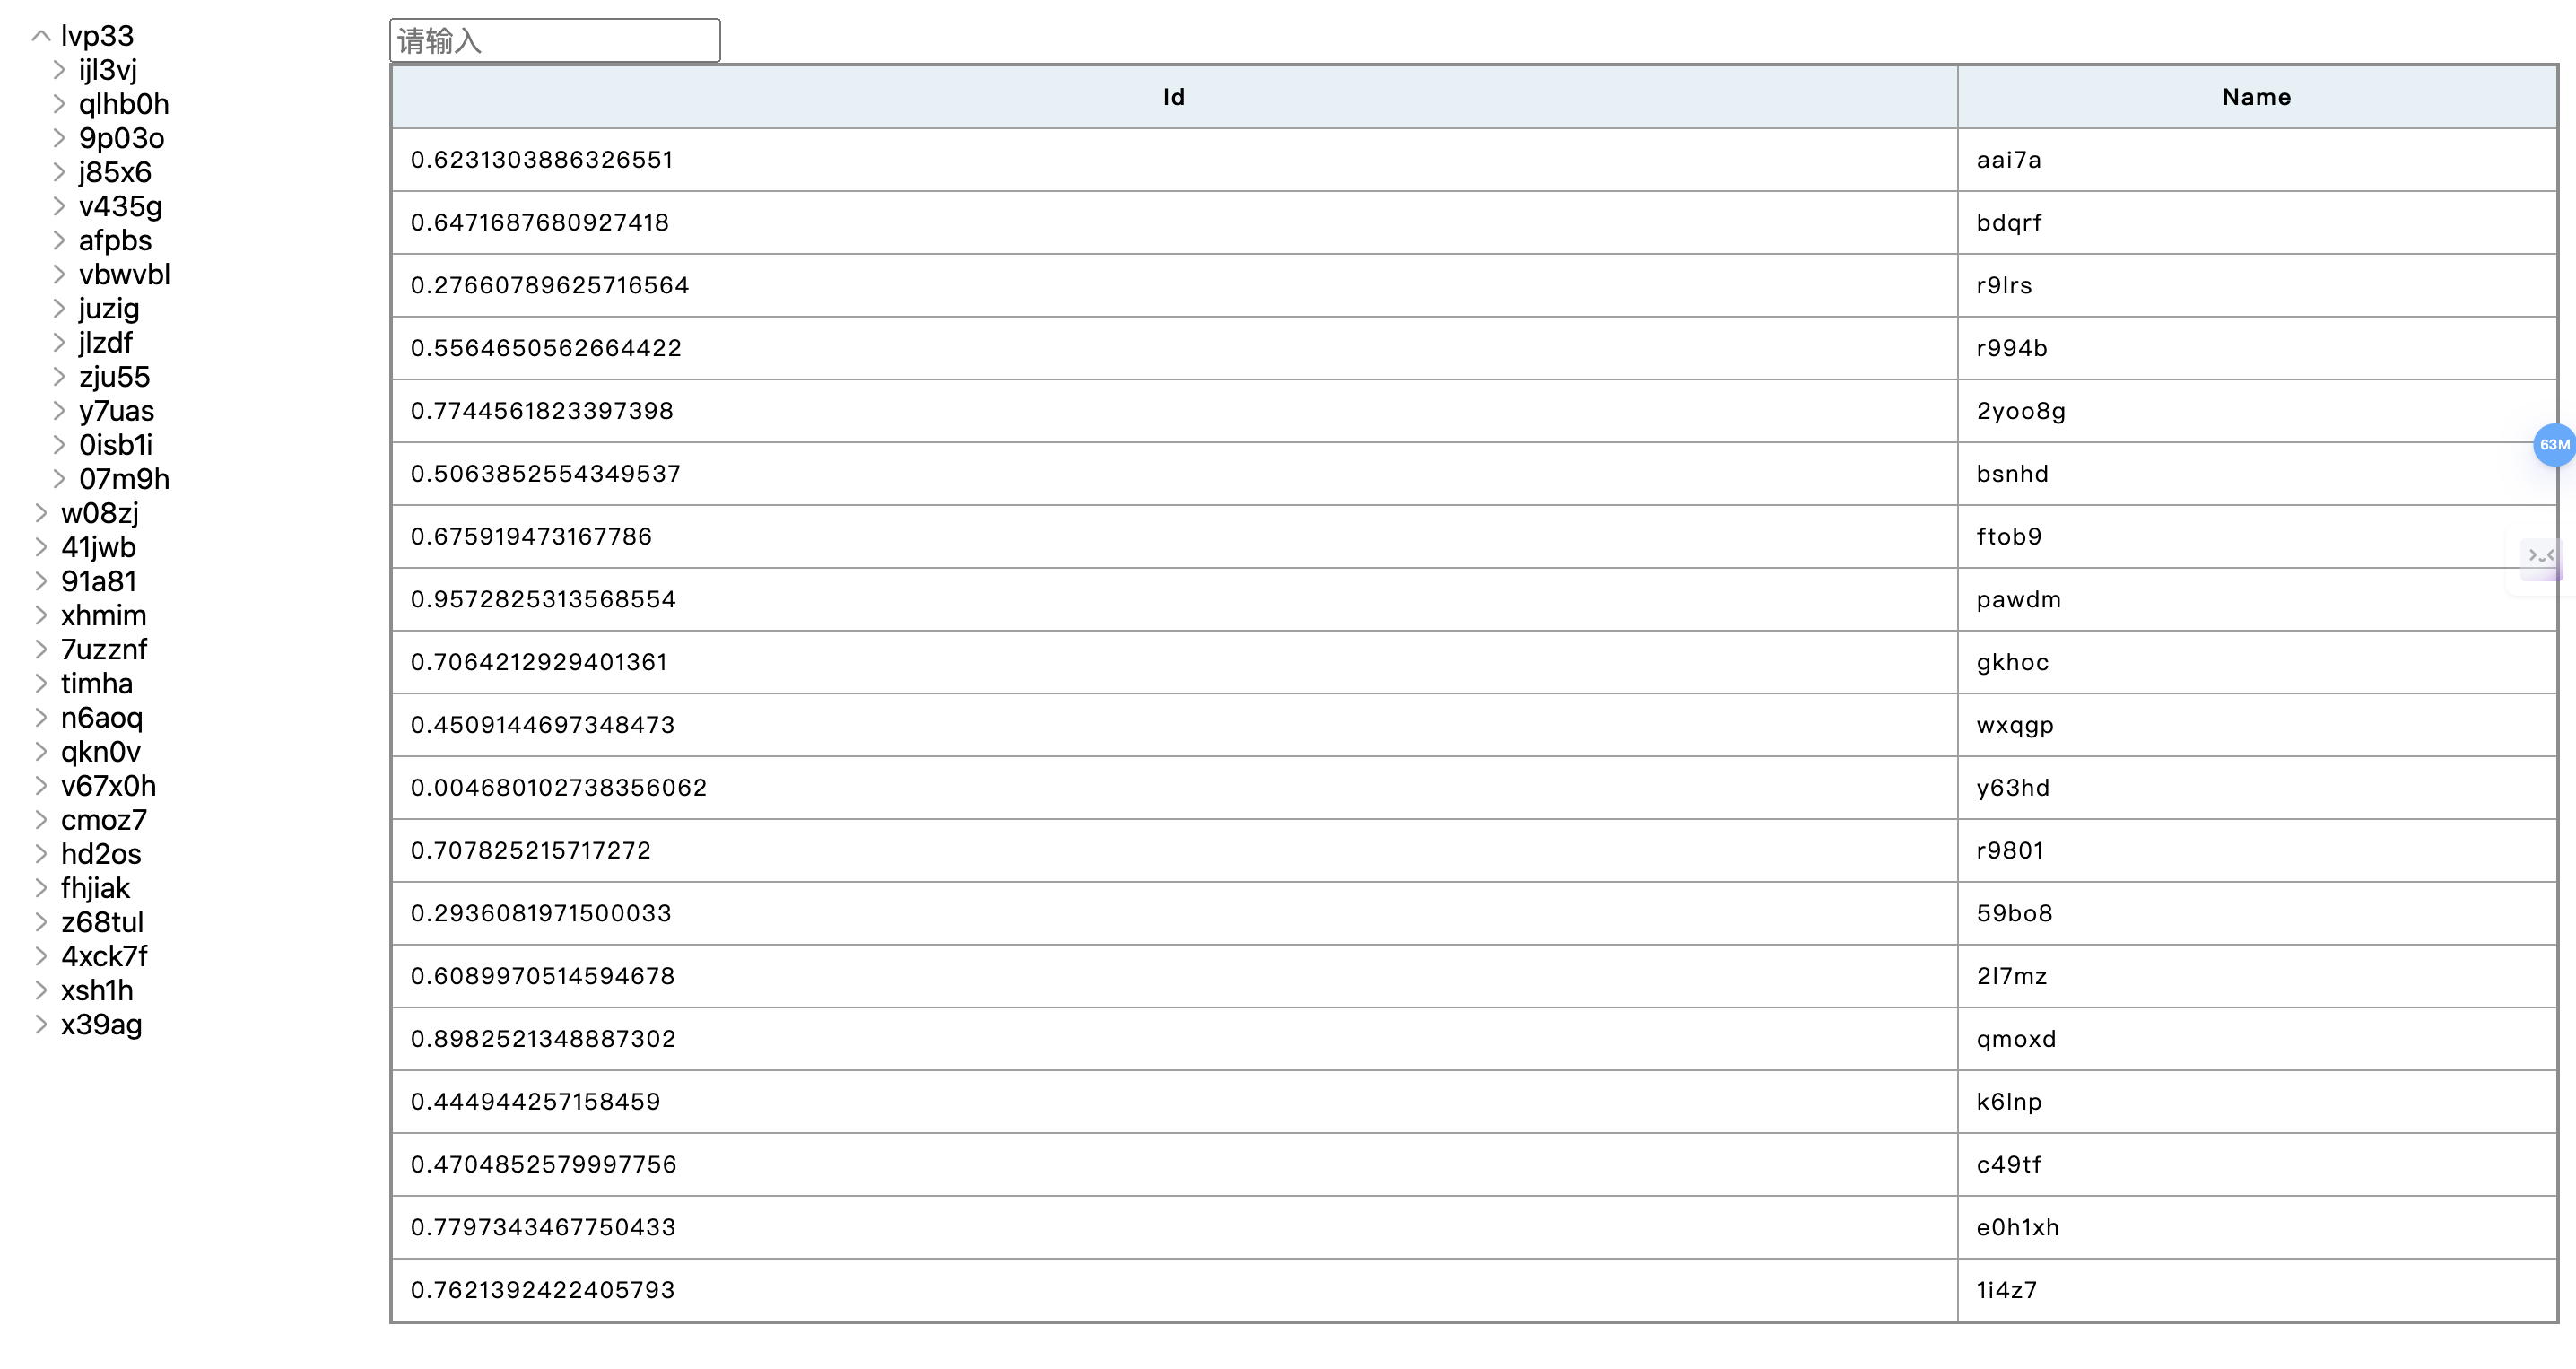 lvp33
ijl3vj
qlhb0h
9p03o
j85x6
v435g
afpbs
vbwvbl
juzig
jlzdf
zju55
y7uas
0isb1i
07m9h
w08zj
41jwb
91a81
xhmim
7uzznf
timha
n6aoq
qkn0v
v67x0h
cmoz7
hd2os
fhjiak
z68tul
4xck7f
xsh1h
x39ag
请输入
Id Name
0.6231303886326551 aai7a
0.6471687680927418 bdqrf
0.27660789625716564 r9lrs
0.5564650562664422 r994b
0.7744561823397398 2yoo8g
0.5063852554349537 bsnhd
0.675919473167786 ftob9
0.9572825313568554 pawdm
0.7064212929401361 gkhoc
0.4509144697348473 wxqgp
0.004680102738356062 y63hd
0.707825215717272 r9801
0.2936081971500033 59bo8
0.6089970514594678 2l7mz
0.8982521348887302 qmoxd
0.444944257158459 k6lnp
0.4704852579997756 c49tf
0.7797343467750433 e0h1xh
0.7621392422405793 1i4z7
63M